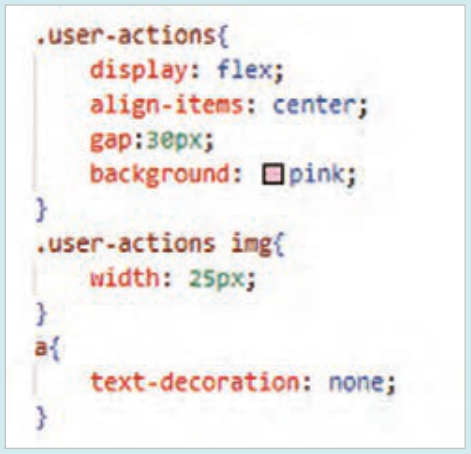 .user-actions{
display: flex;
align-items: center;
gap:30px;
background: pink;
}
.user-actions img{
width: 25px;
}
a{
text-decoration: none;
}